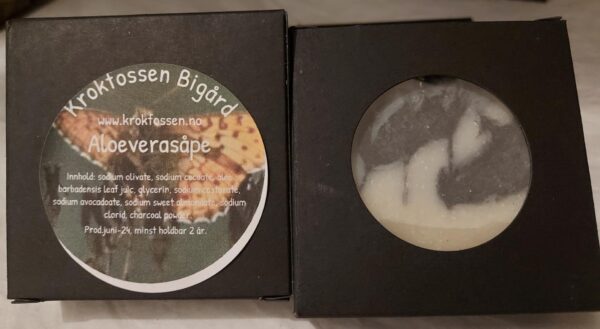 Kroktossen Bigård
www.kroktossen.no
Aloeverasåpe
Innhold: sodium olivate, sodium cocoate, aloe
barbadensis leaf juic, glycerin, sodium castorate,
sodium avocadoate, sodium sweet almondate, sodium
clorid, charcoal powder.
Prod.juni-24, minst holdbar 2 år.